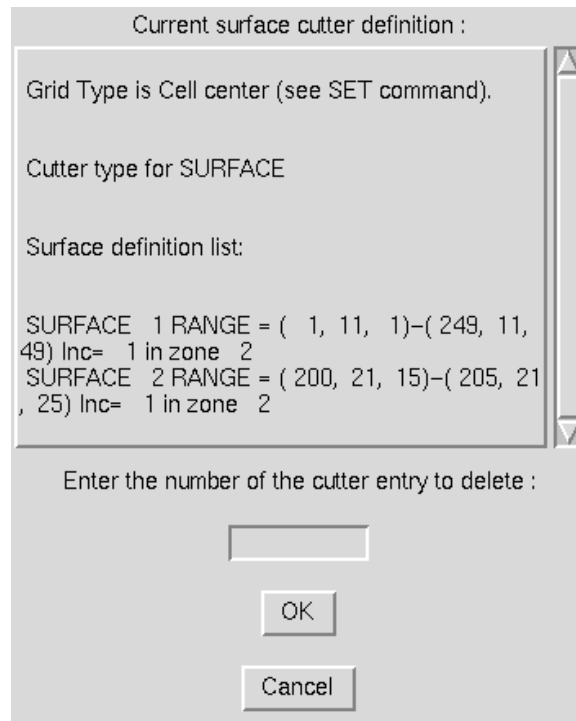 Current surface cutter definition :
Grid Type is Cell center (see SET command).
Cutter type for SURFACE
Surface definition list:
SURFACE 1 RANGE = ( 1, 11, 1)–( 249, 11,
49) Inc= 1 in zone 2
SURFACE 2 RANGE = ( 200, 21, 15)–( 205, 21
, 25) Inc= 1 in zone 2
Enter the number of the cutter entry to delete :
OK
Cancel